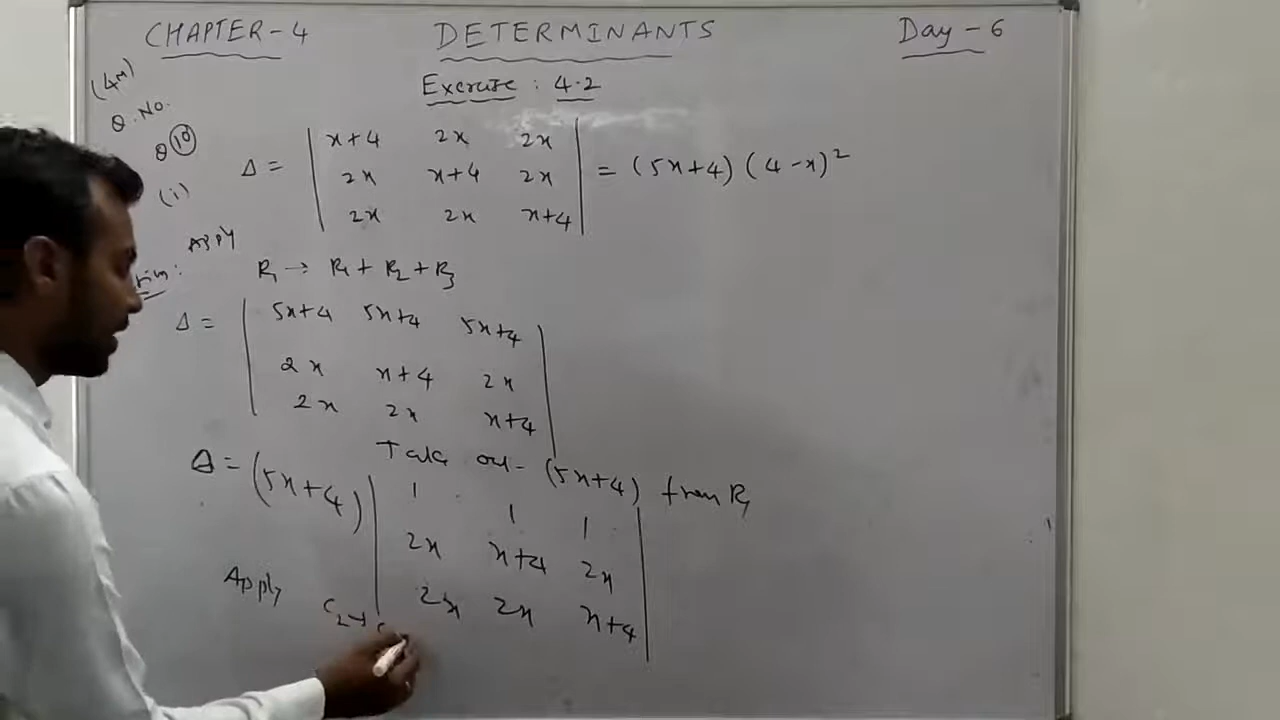 CHAPTER-4 DETERMINANTS Day-6
Exercise : 4.2
(4M)
Q.No.
Q 10
(i)
Δ = | x+4 2x 2x | = (5x+4) (4-x)²
| 2x x+4 2x |
| 2x 2x x+4 |
Apply
R₁ → R₁ + R₂ + R₃
Δ = | 5x+4 5x+4 5x+4 |
| 2x x+4 2x |
| 2x 2x x+4 |
Take out (5x+4) from R₁
Δ = (5x+4) | 1 1 1 |
| 2x x+4 2x |
| 2x 2x x+4 |
Apply C₂→